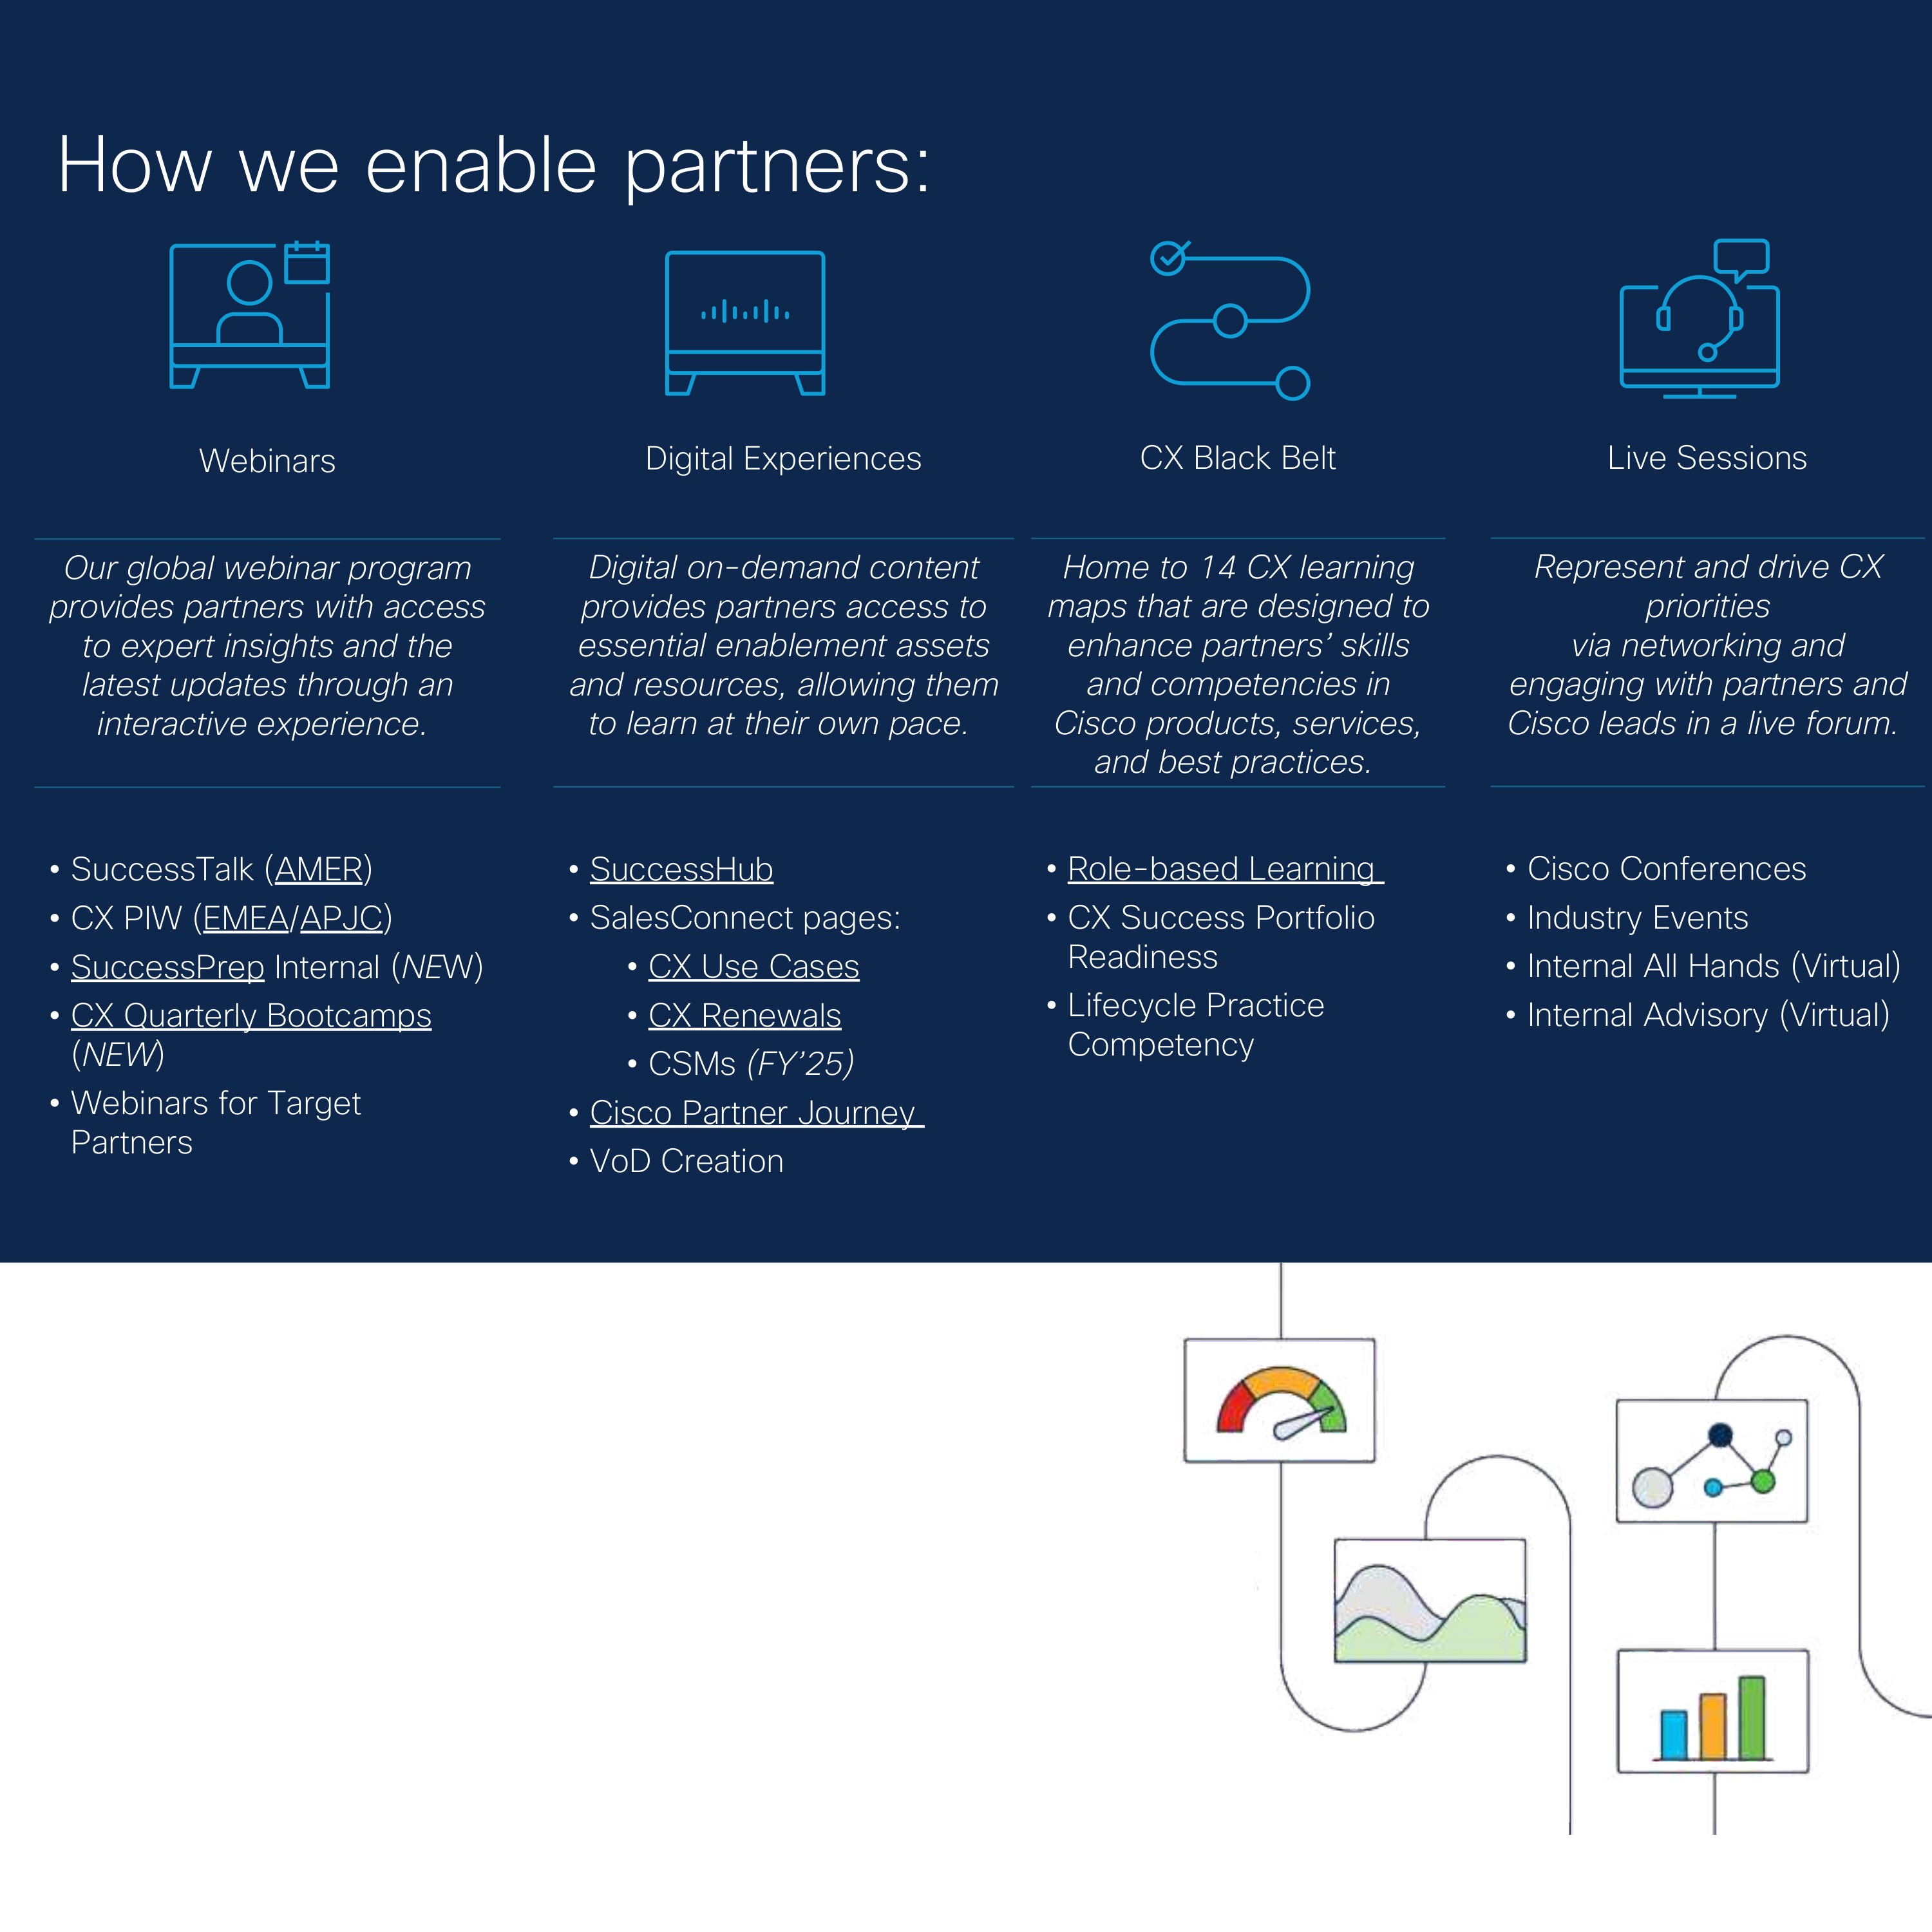 How we enable partners:
Webinars
Our global webinar program
provides partners with access
to expert insights and the
latest updates through an
interactive experience.
• SuccessTalk (AMER)
• CX PIW (EMEA/APJC)
• SuccessPrep Internal (NEW)
• CX Quarterly Bootcamps
(NEW)
• Webinars for Target
Partners
Digital Experiences
Digital on-demand content
provides partners access to
essential enablement assets
and resources, allowing them
to learn at their own pace.
• SuccessHub
• SalesConnect pages:
• CX Use Cases
• CX Renewals
• CSMs (FY’25)
• Cisco Partner Journey
• VoD Creation
CX Black Belt
Home to 14 CX learning
maps that are designed to
enhance partners’ skills
and competencies in
Cisco products, services,
and best practices.
• Role-based Learning
• CX Success Portfolio
Readiness
• Lifecycle Practice
Competency
Live Sessions
Represent and drive CX
priorities
via networking and
engaging with partners and
Cisco leads in a live forum.
• Cisco Conferences
• Industry Events
• Internal All Hands (Virtual)
• Internal Advisory (Virtual)